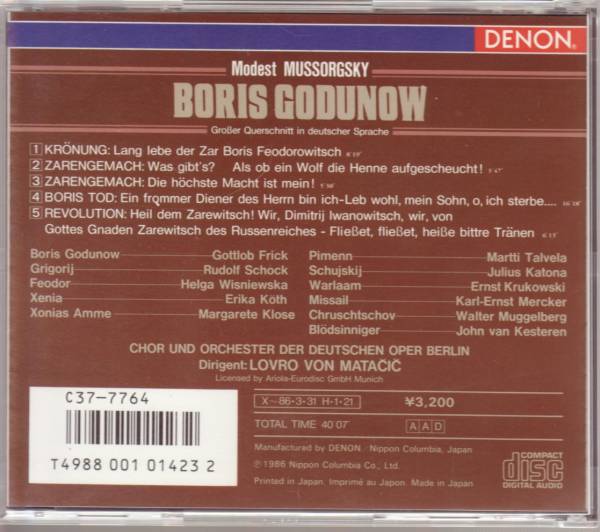 DENON®
Modest MUSSORGSKY
BORIS GODUNOW
Großer Querschnitt in deutscher Sprache
1 KRÖNUNG: Lang lebe der Zar Boris Feodorowitsch 6'19"
2 ZARENGEMACH: Was gibt's? Als ob ein Wolf die Henne aufgescheucht!
3 ZARENGEMACH: Die höchste Macht ist mein!
4 BORIS TOD: Ein frommer Diener des Herrn bin ich-Leb wohl, mein Sohn, o, ich sterbe....
5 REVOLUTION: Heil dem Zarewitsch! Wir, Dimitrij Iwanowitsch, wir, von
Gottes Gnaden Zarewitsch des Russenreiches - Fließet, fließet, heiße bittre Tränen
Boris Godunow Gottlob Frick
Grigorij Rudolf Schock
Feodor Helga Wisniewska
Xenia Erika Köth
Xonias Amme Margarete Klose
Pimenn Martti Talvela
Schujskij Julius Katona
Warlaam Ernst Krukowski
Missail Karl-Ernst Mercker
Chruschtschov Walter Muggelberg
Blödsinniger John van Kesteren
CHOR UND ORCHESTER DER DEUTSCHEN OPER BERLIN
Dirigent: LOVRO VON MATAČIČ
Licensed by Ariola-Eurodisc GmbH Munich
C37-7764
T4988 001 01423 2
X-86-3-31 H-1-21 ¥3,200
TOTAL TIME 40'07" A A D
Manufactured by DENON / Nippon Columbia, Japan
℗1986 Nippon Columbia Co., Ltd.
Printed in Japan, Imprimé au Japon. Made in Japan.
COMPACT
disc
DIGITAL AUDIO